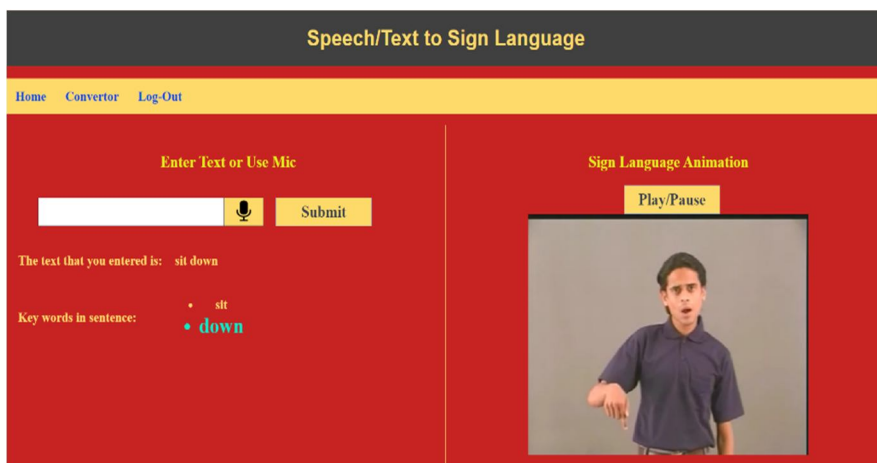 Speech/Text to Sign Language
Home Convertor Log-Out
Enter Text or Use Mic
Submit
The text that you entered is: sit down
Key words in sentence:
• sit
• down
Sign Language Animation
Play/Pause